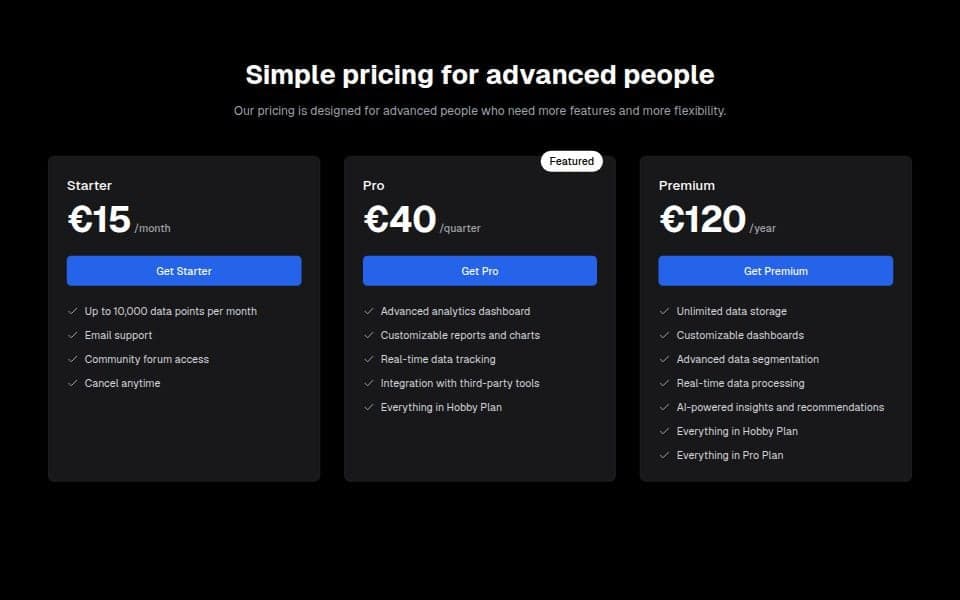 Simple pricing for advanced people
Our pricing is designed for advanced people who need more features and more flexibility.
Starter
€15 /month
Get Starter
Up to 10,000 data points per month
Email support
Community forum access
Cancel anytime
Featured
Pro
€40 /quarter
Get Pro
Advanced analytics dashboard
Customizable reports and charts
Real-time data tracking
Integration with third-party tools
Everything in Hobby Plan
Premium
€120 /year
Get Premium
Unlimited data storage
Customizable dashboards
Advanced data segmentation
Real-time data processing
AI-powered insights and recommendations
Everything in Hobby Plan
Everything in Pro Plan